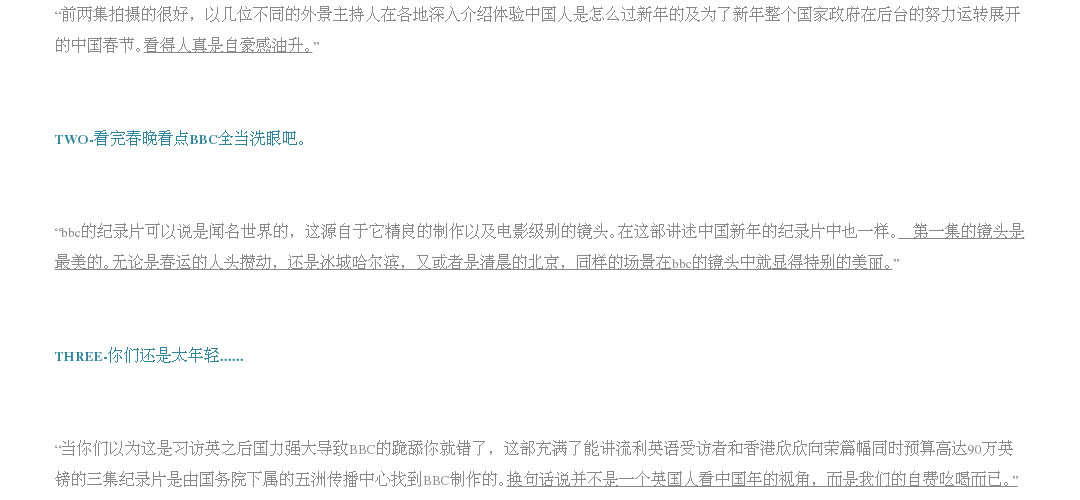 “前两集拍摄的很好，以几位不同的外景主持人在各地深入介绍体验中国人是怎么过新年的及为了新年整个国家政府在后台的努力运转展开
的中国春节。看得人真是自豪感油升。”
TWO-看完春晚看点BBC全当洗眼吧。
“bbc的纪录片可以说是闻名世界的，这源自于它精良的制作以及电影级别的镜头。在这部讲述中国新年的纪录片中也一样。 第一集的镜头是
最美的。无论是春运的人头攒动，还是冰城哈尔滨，又或者是清晨的北京，同样的场景在bbc的镜头中就显得特别的美丽。”
THREE-你们还是太年轻......
“当你们以为这是习访英之后国力强大导致BBC的跪舔你就错了，这部充满了能讲流利英语受访者和香港欣欣向荣篇幅同时预算高达90万英
镑的三集纪录片是由国务院下属的五洲传播中心找到BBC制作的。换句话说并不是一个英国人看中国年的视角，而是我们的自费吃喝而已。”